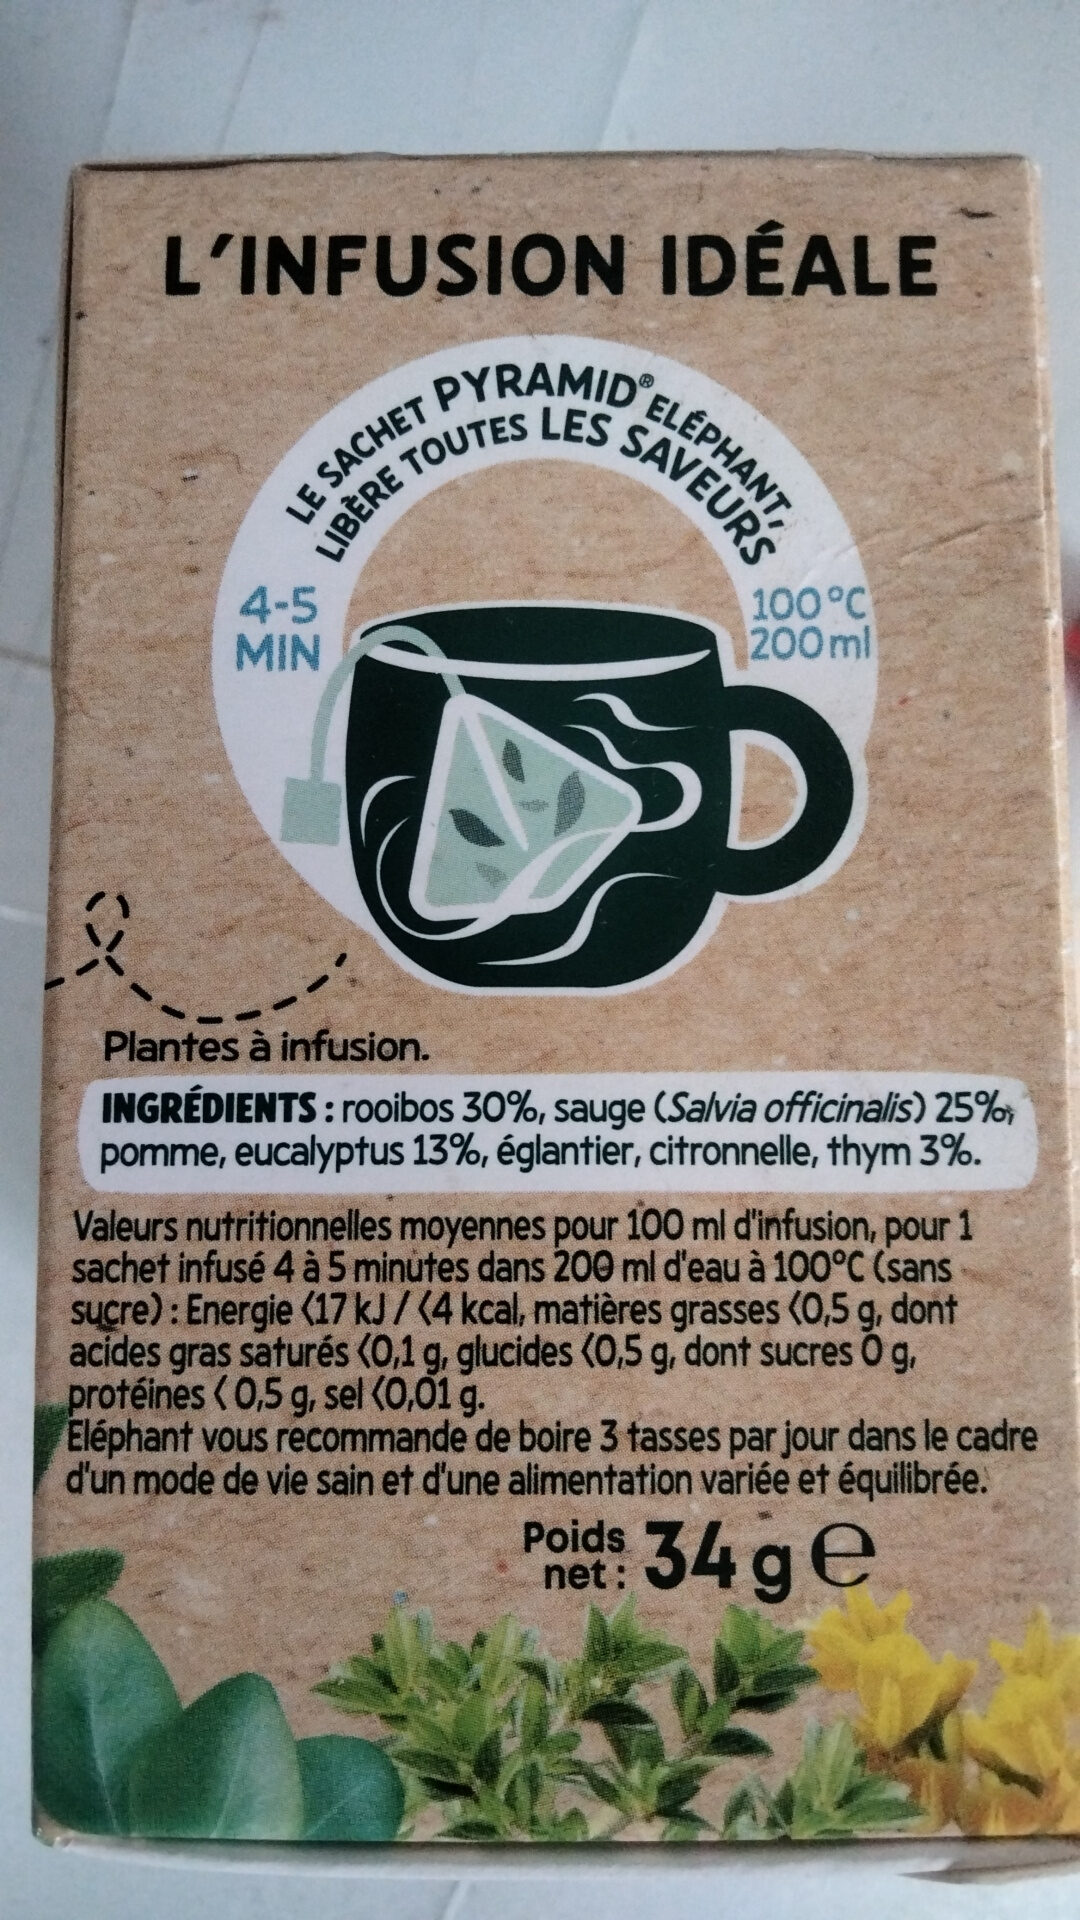 L'INFUSION IDÉALE
LE SACHET PYRAMID® ELÉPHANT,
LIBÈRE TOUTES LES SAVEURS
4-5
MIN
100°C
200ml
Plantes à infusion.
INGRÉDIENTS : rooibos 30%, sauge (Salvia officinalis) 25%,
pomme, eucalyptus 13%, églantier, citronnelle, thym 3%.
Valeurs nutritionnelles moyennes pour 100 ml d'infusion, pour 1
sachet infusé 4 à 5 minutes dans 200 ml d'eau à 100°C (sans
sucre) : Energie <17 kJ / <4 kcal, matières grasses <0,5 g, dont
acides gras saturés <0,1 g, glucides <0,5 g, dont sucres 0 g,
protéines < 0,5 g, sel <0,01 g.
Eléphant vous recommande de boire 3 tasses par jour dans le cadre
d'un mode de vie sain et d'une alimentation variée et équilibrée.
Poids
net : 34 g e